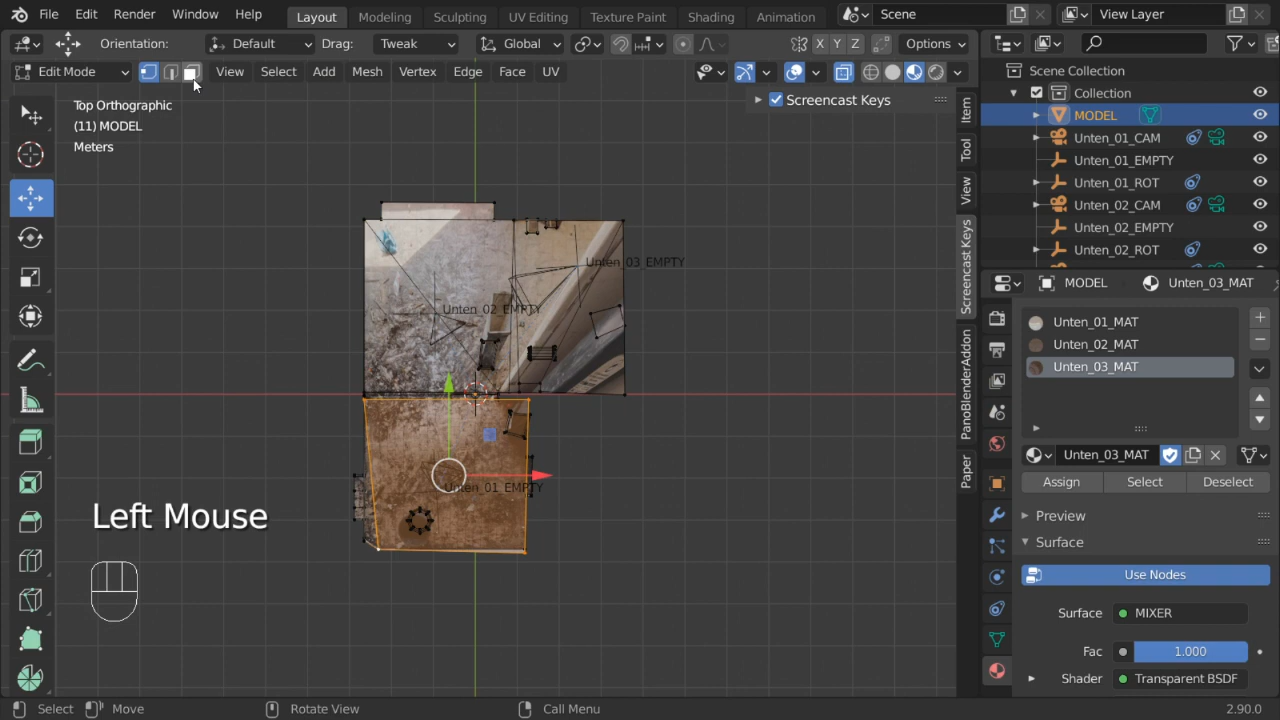 File Edit Render Window Help Layout Modeling Sculpting UV Editing Texture Paint Shading Animation Scene View Layer
Orientation: Default Drag: Tweak Global X Y Z Options
Edit Mode View Select Add Mesh Vertex Edge Face UV
Top Orthographic
(11) MODEL
Meters
Screencast Keys
Item
Tool
View
Screencast Keys
PanoBlenderAddon
Paper
Unten_03_EMPTY
Unten_02_EMPTY
Unten_01_EMPTY
Left Mouse
Scene Collection
Collection
MODEL
Unten_01_CAM
Unten_01_EMPTY
Unten_01_ROT
Unten_02_CAM
Unten_02_EMPTY
Unten_02_ROT
MODEL Unten_03_MAT
Unten_01_MAT
Unten_02_MAT
Unten_03_MAT
Unten_03_MAT
Assign Select Deselect
Preview
Surface
Use Nodes
Surface MIXER
Fac 1.000
Shader Transparent BSDF
Select Move Rotate View Call Menu 2.90.0